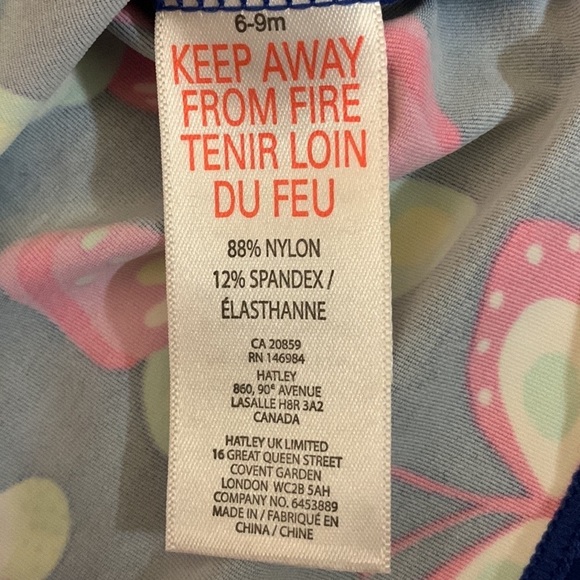 6-9m
KEEP AWAY
FROM FIRE
TENIR LOIN
DU FEU
88% NYLON
12% SPANDEX /
ÉLASTHANNE
CA 20859
RN 146984
HATLEY
860, 90ᵉ AVENUE
LASALLE H8R 3A2
CANADA
HATLEY UK LIMITED
16 GREAT QUEEN STREET
COVENT GARDEN
LONDON WC2B 5AH
COMPANY NO. 6453889
MADE IN / FABRIQUÉ EN
CHINA / CHINE